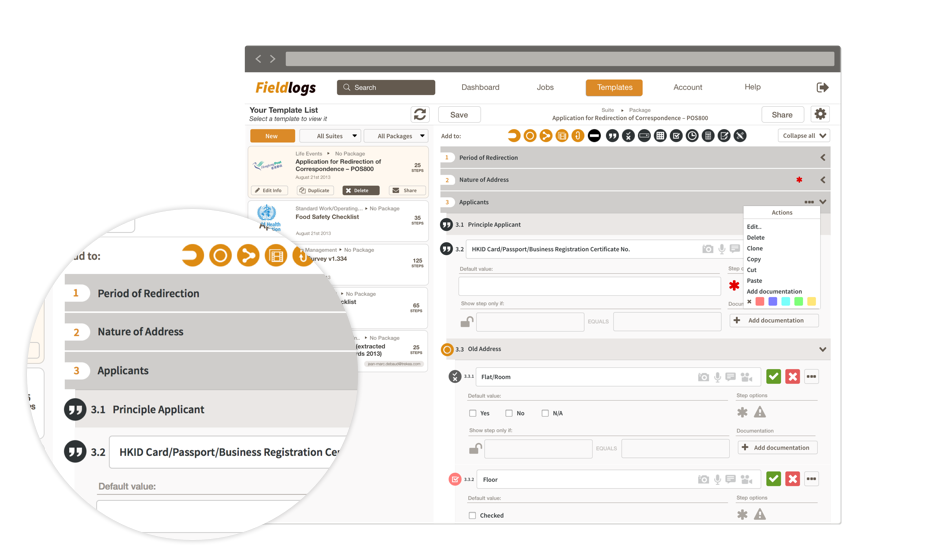 Fieldlogs
Search
Dashboard
Jobs
Templates
Account
Help
Your Template List
Select a template to view it
Save
Suite ▸ Package
Application for Redirection of Correspondence – POS800
Share
New
All Suites
All Packages
Add to:
Collapse all
Life Events ▸ No Package
Application for Redirection of
Correspondence – POS800
August 21st 2013
25
STEPS
Edit Info
Duplicate
Delete
Share
Standard Work/Operating... ▸ No Package
Food Safety Checklist
August 21st 2013
35
STEPS
Management ▸ No Package
Survey v1.334
125
STEPS
▸ No Package
cklist
65
STEPS
▸ No Package
(extracted
rds 2013)
25
STEPS
1 Period of Redirection
2 Nature of Address
3 Applicants
3.1 Principle Applicant
3.2 HKID Card/Passport/Business Registration Certificate No.
Default value:
Step o
Show step only if:
EQUALS
Docu
Add documentation
Actions
Edit..
Delete
Clone
Copy
Cut
Paste
Add documentation
3.3 Old Address
3.3.1 Flat/Room
Default value:
Step options
Yes
No
N/A
Show step only if:
EQUALS
Documentation
Add documentation
3.3.2 Floor
Default value:
Step options
Checked
dd to:
1 Period of Redirection
2 Nature of Address
3 Applicants
3.1 Principle Applicant
3.2 HKID Card/Passport/Business Registration Ce
Default value: